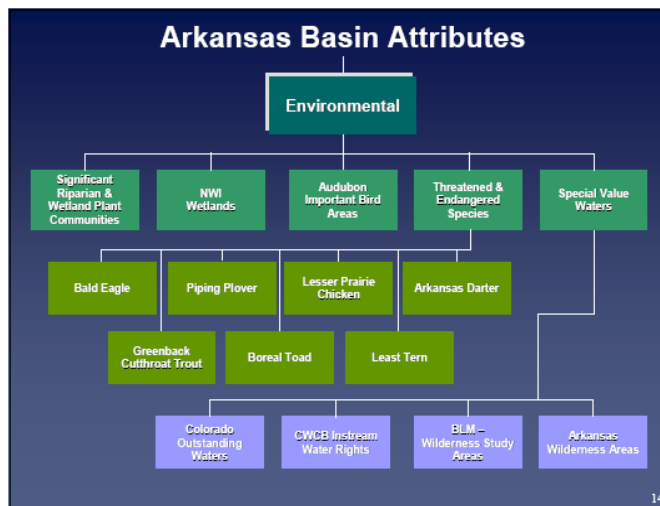 Arkansas Basin Attributes
Environmental
Significant
Riparian &
Wetland Plant
Communities
NWI
Wetlands
Audubon
Important Bird
Areas
Threatened &
Endangered
Species
Special Value
Waters
Bald Eagle
Piping Plover
Lesser Prairie
Chicken
Arkansas Darter
Greenback
Cutthroat Trout
Boreal Toad
Least Tern
Colorado
Outstanding
Waters
CWCB Instream
Water Rights
BLM –
Wilderness Study
Areas
Arkansas
Wilderness Areas
14